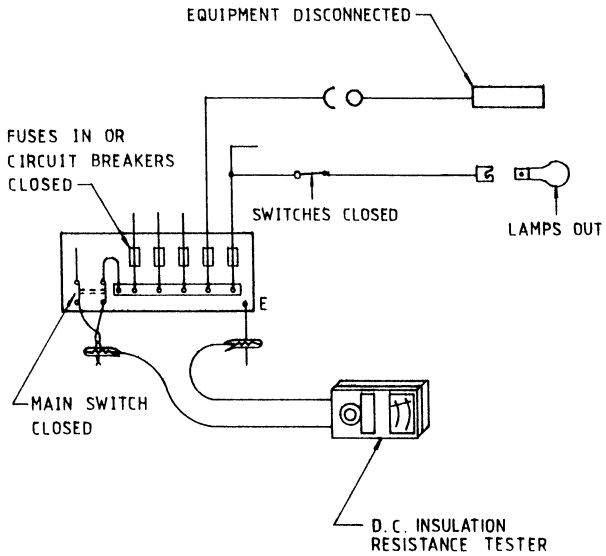 EQUIPMENT DISCONNECTED
FUSES IN OR
CIRCUIT BREAKERS
CLOSED
SWITCHES CLOSED
LAMPS OUT
E
MAIN SWITCH
CLOSED
D.C. INSULATION
RESISTANCE TESTER